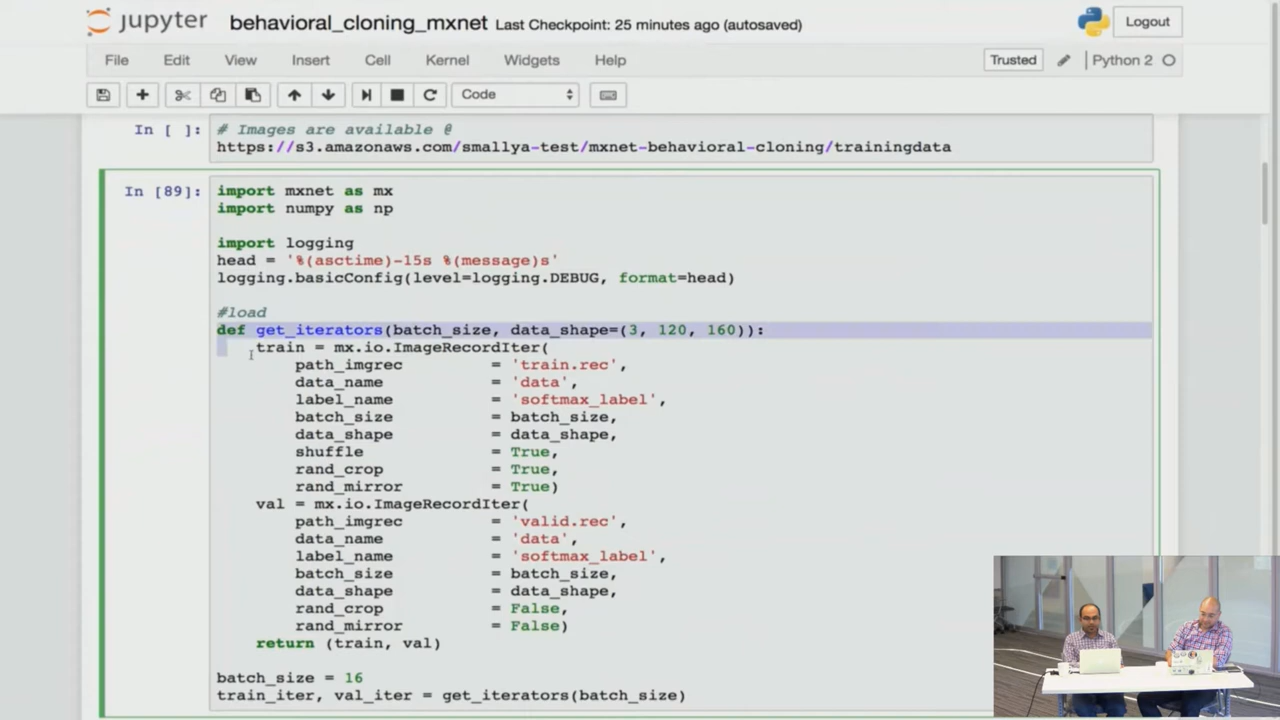 jupyter behavioral_cloning_mxnet Last Checkpoint: 25 minutes ago (autosaved) Logout
File Edit View Insert Cell Kernel Widgets Help Trusted Python 2
Code
In [ ]: # Images are available @
https://s3.amazonaws.com/smallya-test/mxnet-behavioral-cloning/trainingdata
In [89]: import mxnet as mx
import numpy as np
import logging
head = '%(asctime)-15s %(message)s'
logging.basicConfig(level=logging.DEBUG, format=head)
#load
def get_iterators(batch_size, data_shape=(3, 120, 160)):
train = mx.io.ImageRecordIter(
path_imgrec = 'train.rec',
data_name = 'data',
label_name = 'softmax_label',
batch_size = batch_size,
data_shape = data_shape,
shuffle = True,
rand_crop = True,
rand_mirror = True)
val = mx.io.ImageRecordIter(
path_imgrec = 'valid.rec',
data_name = 'data',
label_name = 'softmax_label',
batch_size = batch_size,
data_shape = data_shape,
rand_crop = False,
rand_mirror = False)
return (train, val)
batch_size = 16
train_iter, val_iter = get_iterators(batch_size)